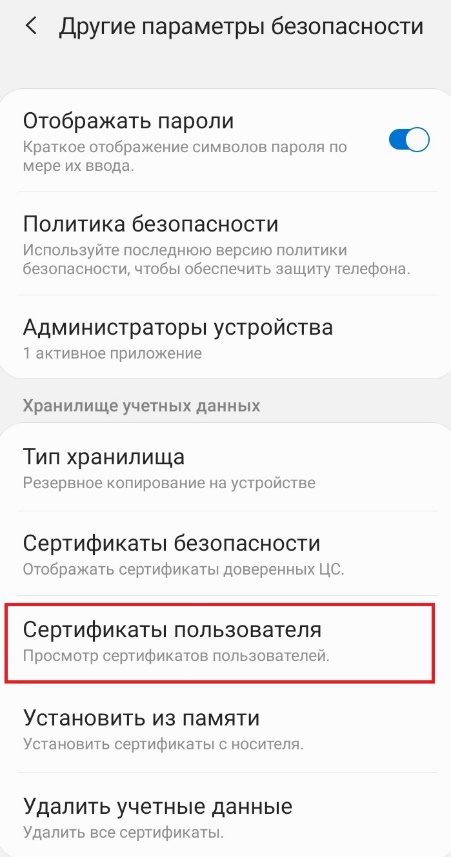 Другие параметры безопасности
Отображать пароли
Краткое отображение символов пароля по
мере их ввода.
Политика безопасности
Используйте последнюю версию политики
безопасности, чтобы обеспечить защиту телефона.
Администраторы устройства
1 активное приложение
Хранилище учетных данных
Тип хранилища
Резервное копирование на устройстве
Сертификаты безопасности
Отображать сертификаты доверенных ЦС.
Сертификаты пользователя
Просмотр сертификатов пользователей.
Установить из памяти
Установить сертификаты с носителя.
Удалить учетные данные
Удалить все сертификаты.